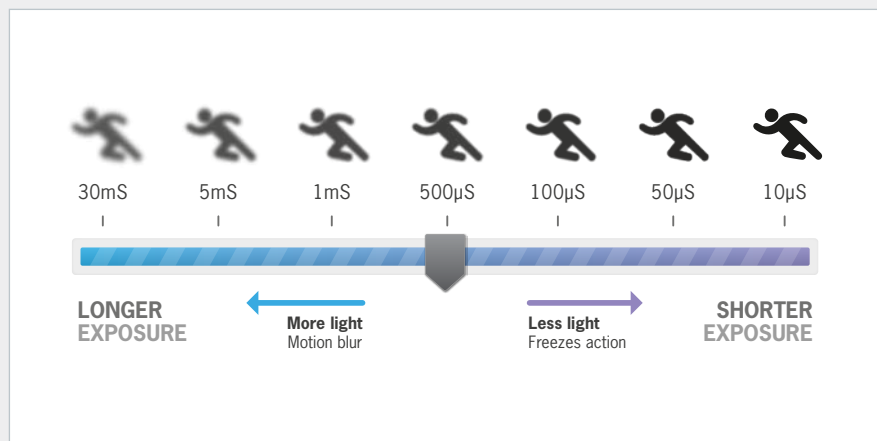 30mS 5mS 1mS 500µS 100µS 50µS 10µS
LONGER
EXPOSURE
More light
Motion blur
Less light
Freezes action
SHORTER
EXPOSURE